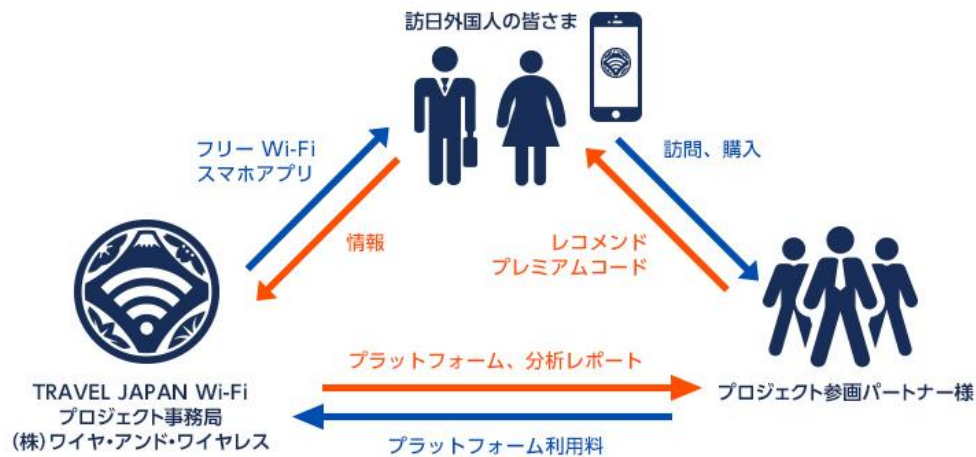 訪日外国人の皆さま
フリー Wi-Fi
スマホアプリ
訪問、購入
情報
レコメンド
プレミアムコード
プラットフォーム、分析レポート
TRAVEL JAPAN Wi-Fi
プロジェクト事務局
(株)ワイヤ・アンド・ワイヤレス
プロジェクト参画パートナー様
プラットフォーム利用料